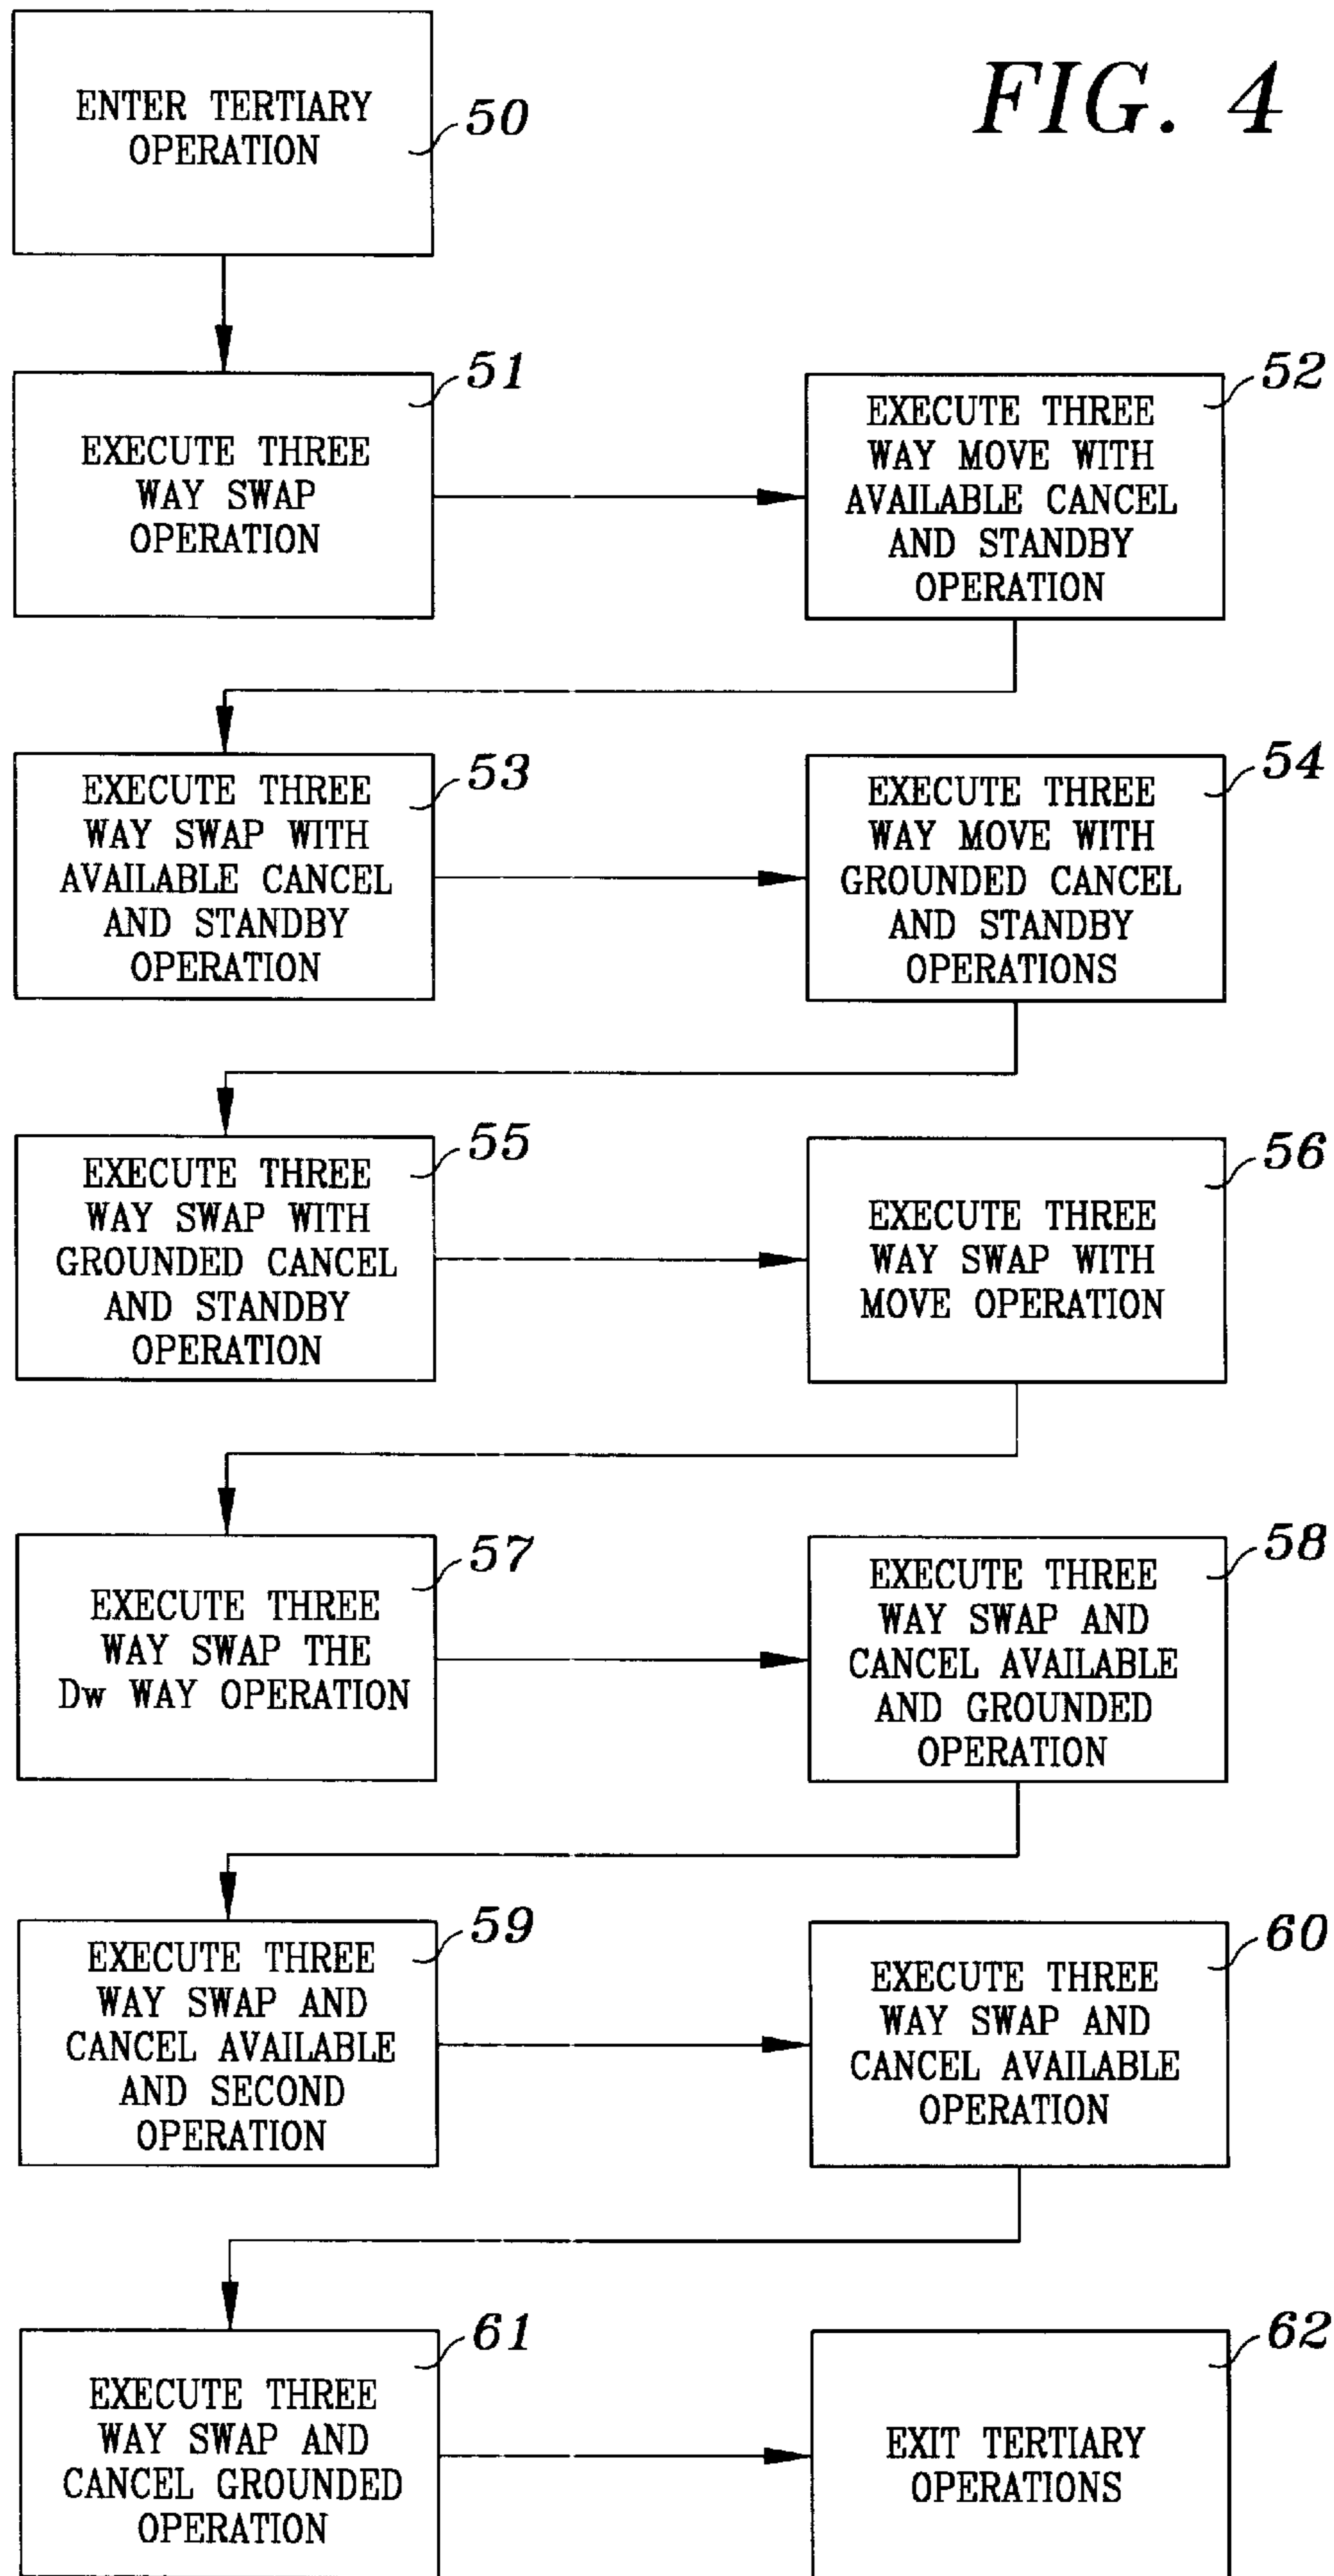 FIG. 4
ENTER TERTIARY
OPERATION
50
EXECUTE THREE
WAY SWAP
OPERATION
51
EXECUTE THREE
WAY MOVE WITH
AVAILABLE CANCEL
AND STANDBY
OPERATION
52
EXECUTE THREE
WAY SWAP WITH
AVAILABLE CANCEL
AND STANDBY
OPERATION
53
EXECUTE THREE
WAY MOVE WITH
GROUNDED CANCEL
AND STANDBY
OPERATIONS
54
EXECUTE THREE
WAY SWAP WITH
GROUNDED CANCEL
AND STANDBY
OPERATION
55
EXECUTE THREE
WAY SWAP WITH
MOVE OPERATION
56
EXECUTE THREE
WAY SWAP THE
Dw WAY OPERATION
57
EXECUTE THREE
WAY SWAP AND
CANCEL AVAILABLE
AND GROUNDED
OPERATION
58
EXECUTE THREE
WAY SWAP AND
CANCEL AVAILABLE
AND SECOND
OPERATION
59
EXECUTE THREE
WAY SWAP AND
CANCEL AVAILABLE
OPERATION
60
EXECUTE THREE
WAY SWAP AND
CANCEL GROUNDED
OPERATION
61
EXIT TERTIARY
OPERATIONS
62